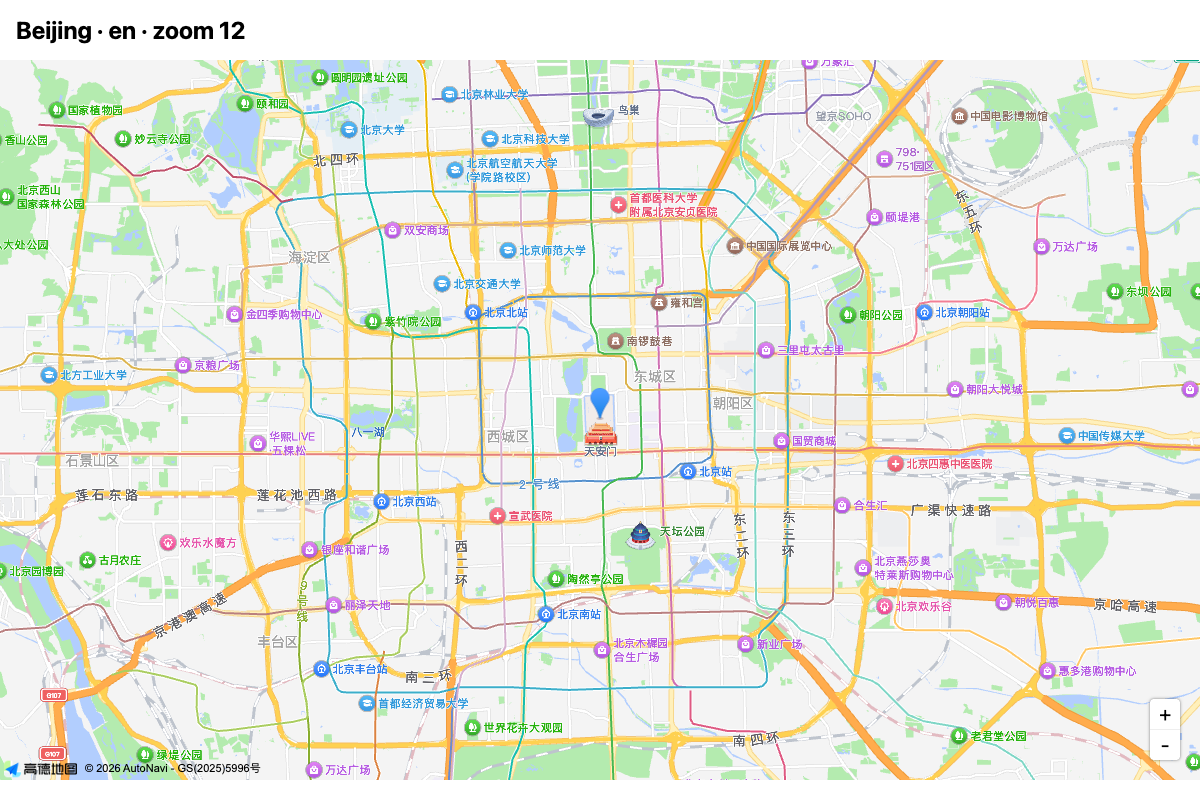 Beijing · en · zoom 12
万象汇
圆明园遗址公园
北京林业大学
颐和园
国家植物园
鸟巢
望京SOHO
中国电影博物馆
北京大学
香山公园
妙云寺公园
北京科技大学
北四环
北京航空航天大学
(学院路校区)
798·
751园区
北京西山
国家森林公园
首都医科大学
附属北京安贞医院
东五环
颐堤港
双安商场
大处公园
中国国际展览中心
万达广场
海淀区
北京师范大学
北京交通大学
东坝公园
雍和宫
金四季购物中心
紫竹院公园
北京北站
朝阳公园
北京朝阳站
南锣鼓巷
三里屯太古里
京粮广场
北方工业大学
东城区
朝阳大悦城
朝阳区
八一湖
华熙LIVE
·五棵松
西城区
国贸商城
中国传媒大学
天安门
石景山区
北京站
北京四惠中医医院
2号线
莲石东路
莲花池西路
北京西站
合生汇
广渠快速路
宣武医院
东二环
东三环
天坛公园
欢乐水魔方
银座和谐广场
西二环
古月农庄
北京园博园
北京燕莎奥
特莱斯购物中心
陶然亭公园
9号线
丽泽天地
京港澳高速
北京南站
北京欢乐谷
朝悦百惠
京哈高速
丰台区
北京木樨园
合生广场
新业广场
北京丰台站
南三环
惠多港购物中心
G107
首都经济贸易大学
世界花卉大观园
老君堂公园
南四环
G107
绿堤公园
万达广场
高德地图 © 2026 AutoNavi - GS(2025)5996号
+
-